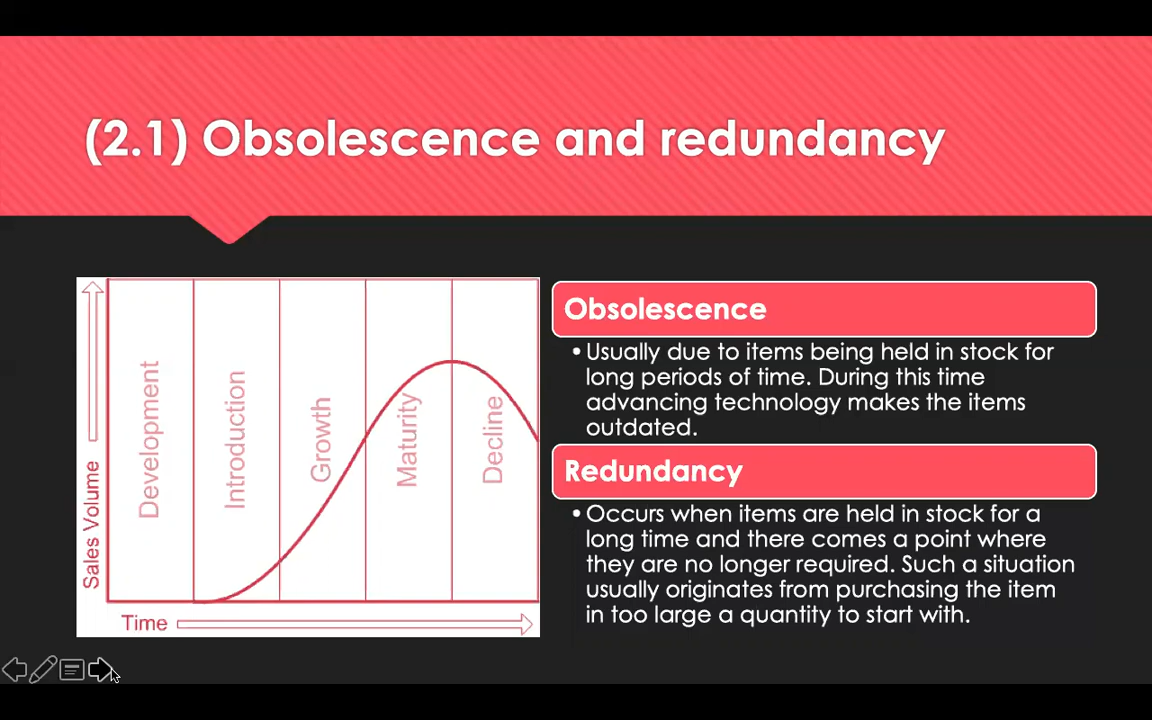 (2.1) Obsolescence and redundancy
Sales Volume
Development
Introduction
Growth
Maturity
Decline
Time
Obsolescence
• Usually due to items being held in stock for
long periods of time. During this time
advancing technology makes the items
outdated.
Redundancy
• Occurs when items are held in stock for a
long time and there comes a point where
they are no longer required. Such a situation
usually originates from purchasing the item
in too large a quantity to start with.